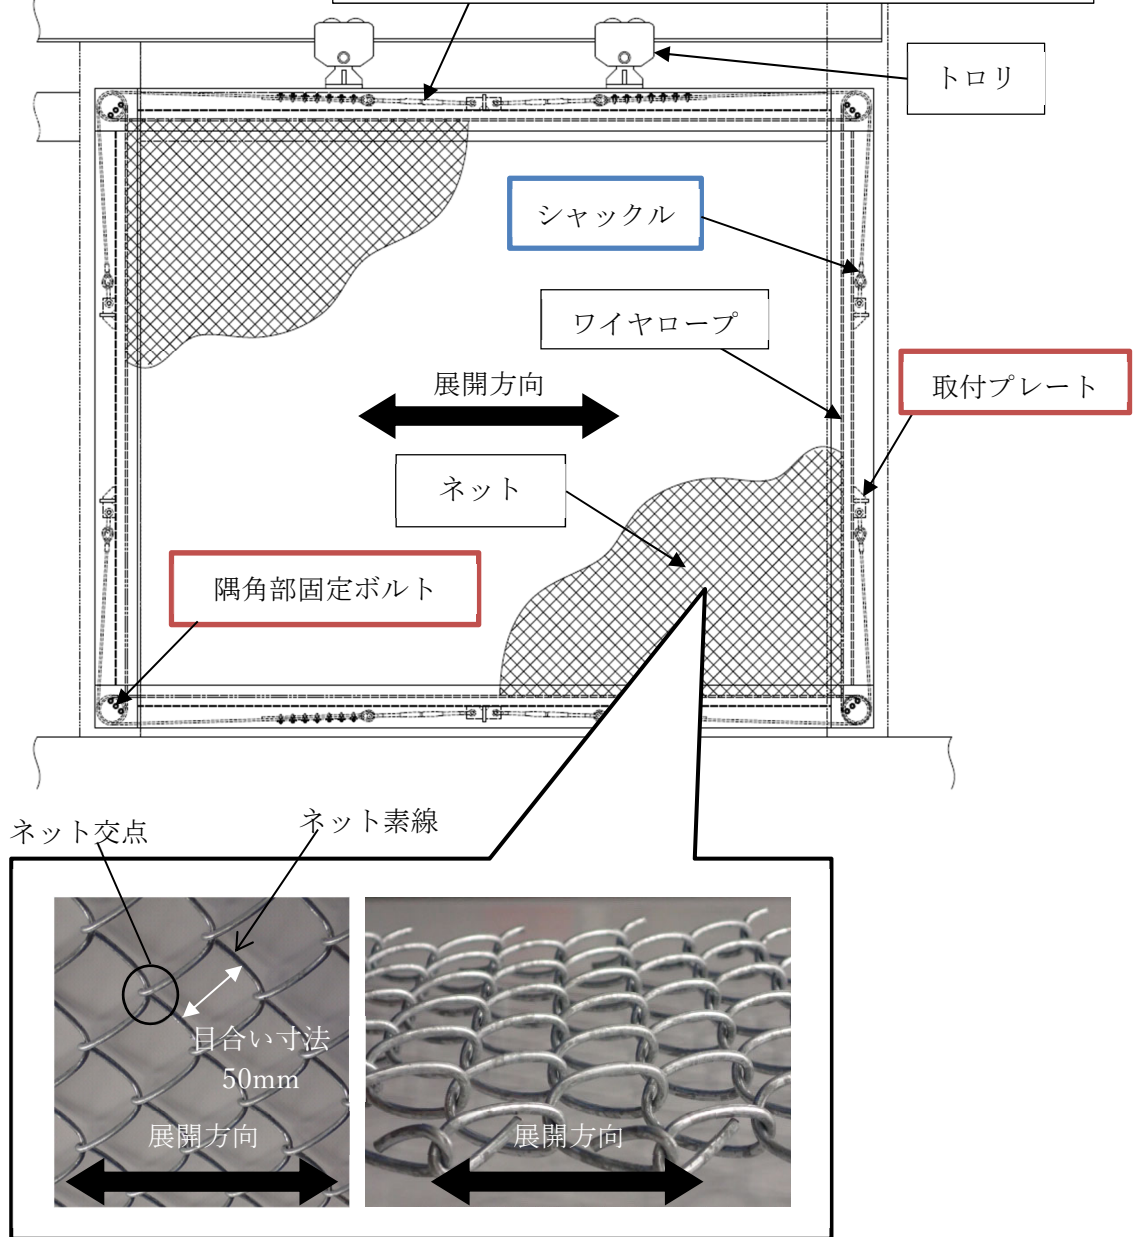 トロリ
シャックル
ワイヤロープ
取付プレート
展開方向
ネット
隅角部固定ボルト
ネット交点
ネット素線
目合い寸法
50mm
展開方向
展開方向